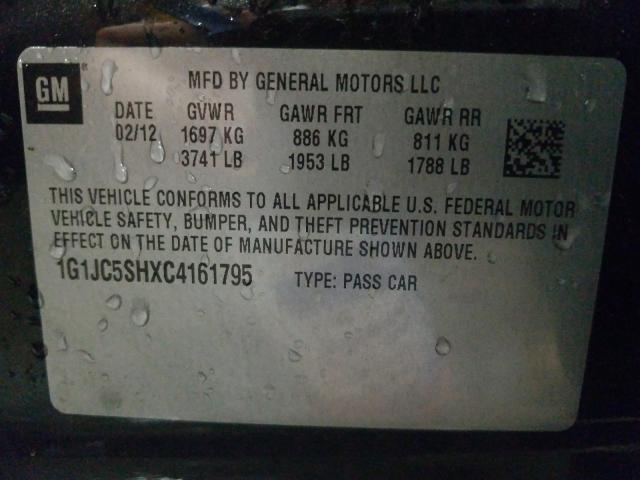 GM
MFD BY GENERAL MOTORS LLC
DATE GVWR GAWR FRT GAWR RR
02/12 1697 KG 886 KG 811 KG
3741 LB 1953 LB 1788 LB
THIS VEHICLE CONFORMS TO ALL APPLICABLE U.S. FEDERAL MOTOR
VEHICLE SAFETY, BUMPER, AND THEFT PREVENTION STANDARDS IN
EFFECT ON THE DATE OF MANUFACTURE SHOWN ABOVE.
1G1JC5SHXC4161795 TYPE: PASS CAR